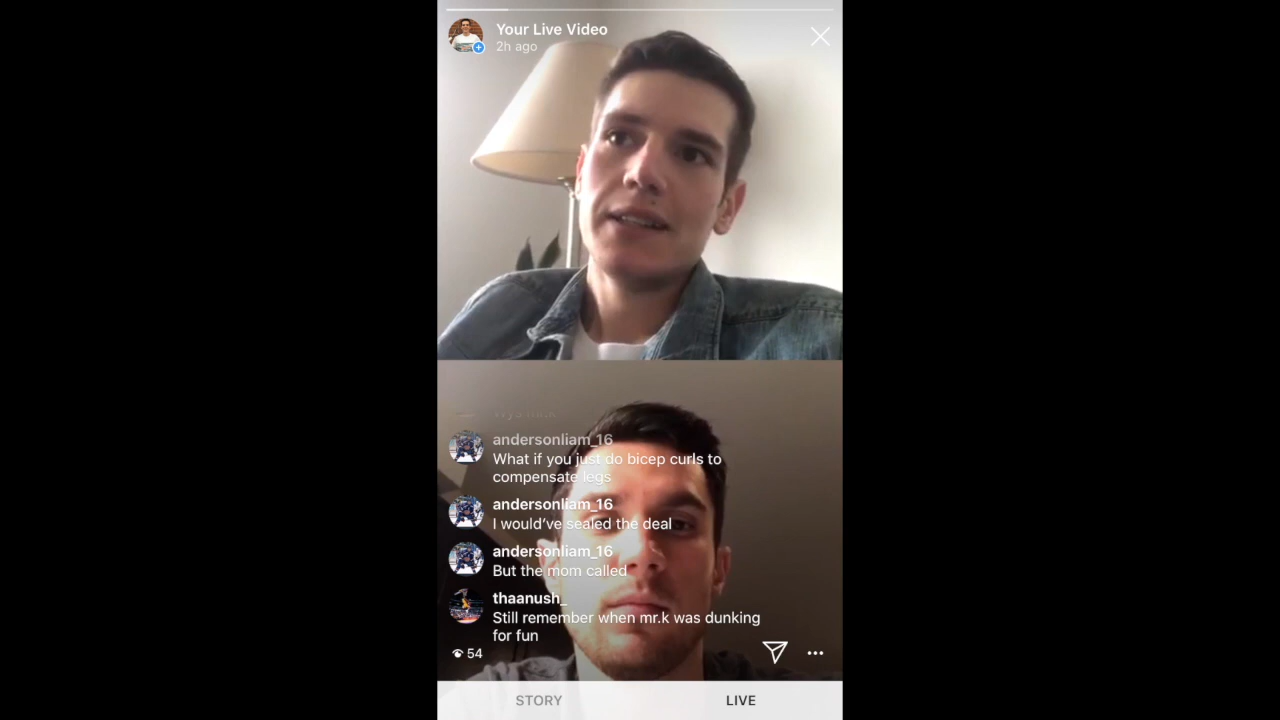 Your Live Video
2h ago
andersonliam_16
What if you just do bicep curls to
compensate legs
andersonliam_16
I would’ve sealed the deal
andersonliam_16
But the mom called
thaanush_
Still remember when mr.k was dunking
for fun
54
STORY
LIVE